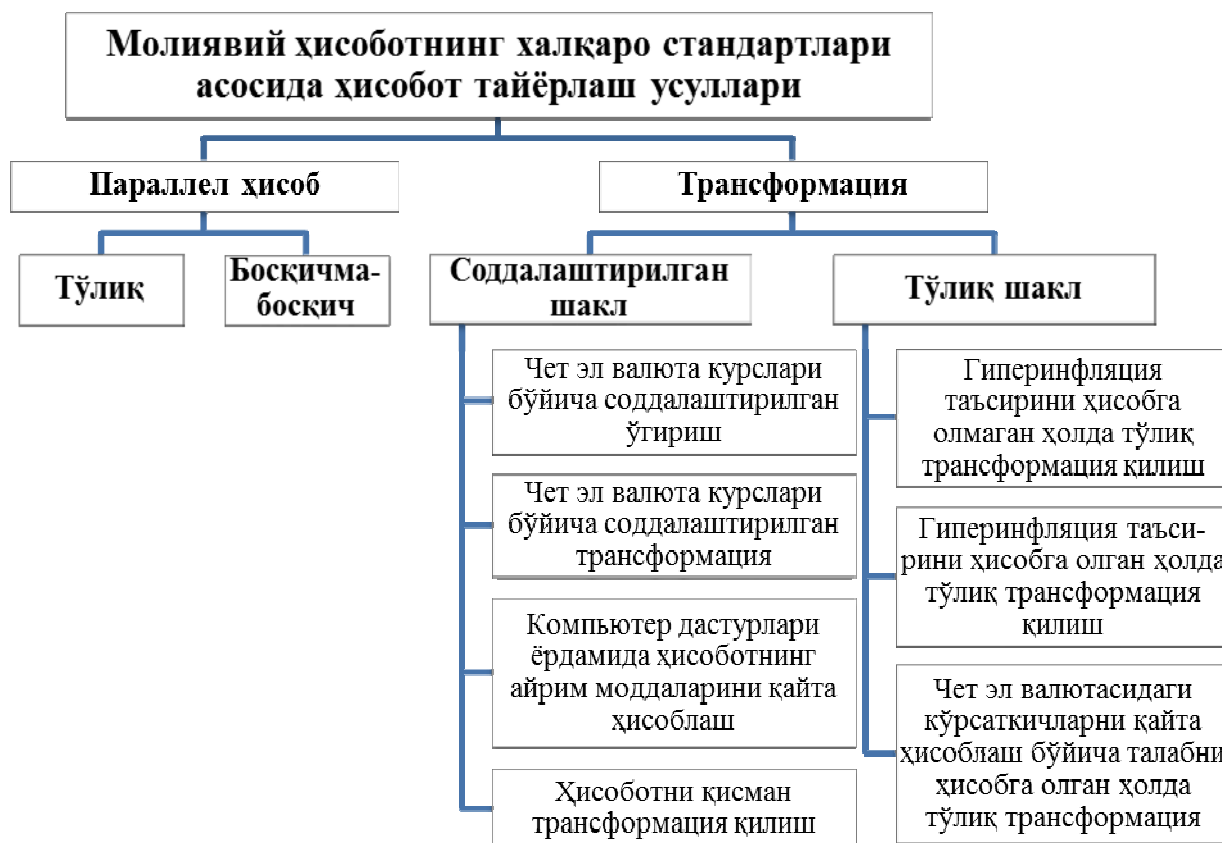 Молиявий ҳисоботнинг халқаро стандартлари
асосида ҳисобот тайёрлаш усуллари
Параллел ҳисоб
Трансформация
Тўлиқ
Босқичма-
босқич
Соддалаштирилган
шакл
Тўлиқ шакл
Чет эл валюта курслари
бўйича соддалаштирилган
ўгириш
Чет эл валюта курслари
бўйича соддалаштирилган
трансформация
Компьютер дастурлари
ёрдамида ҳисоботнинг
айрим моддаларини қайта
ҳисоблаш
Ҳисоботни қисман
трансформация қилиш
Гиперинфляция
таъсирини ҳисобга
олмаган ҳолда тўлиқ
трансформация қилиш
Гиперинфляция таъси-
рини ҳисобга олган ҳолда
тўлиқ трансформация
қилиш
Чет эл валютасидаги
кўрсаткичларни қайта
ҳисоблаш бўйича талабни
ҳисобга олган ҳолда
тўлиқ трансформация